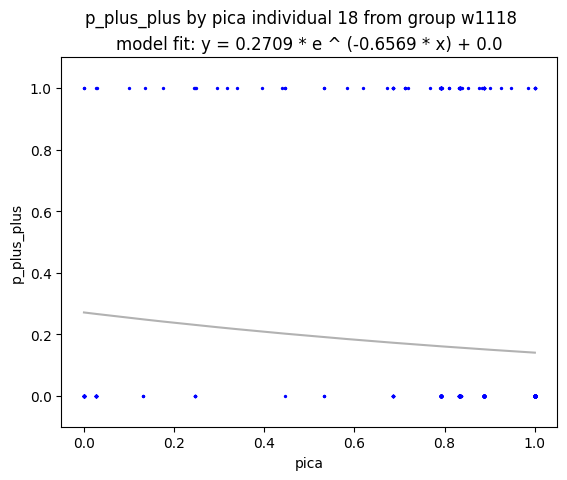 p_plus_plus by pica individual 18 from group w1118
model fit: y = 0.2709 * e ^ (-0.6569 * x) + 0.0
1.0
0.8
0.6
0.4
0.2
0.0
p_plus_plus
0.0 0.2 0.4 0.6 0.8 1.0
pica